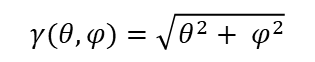 γ(θ,φ) = √(θ² + φ²)